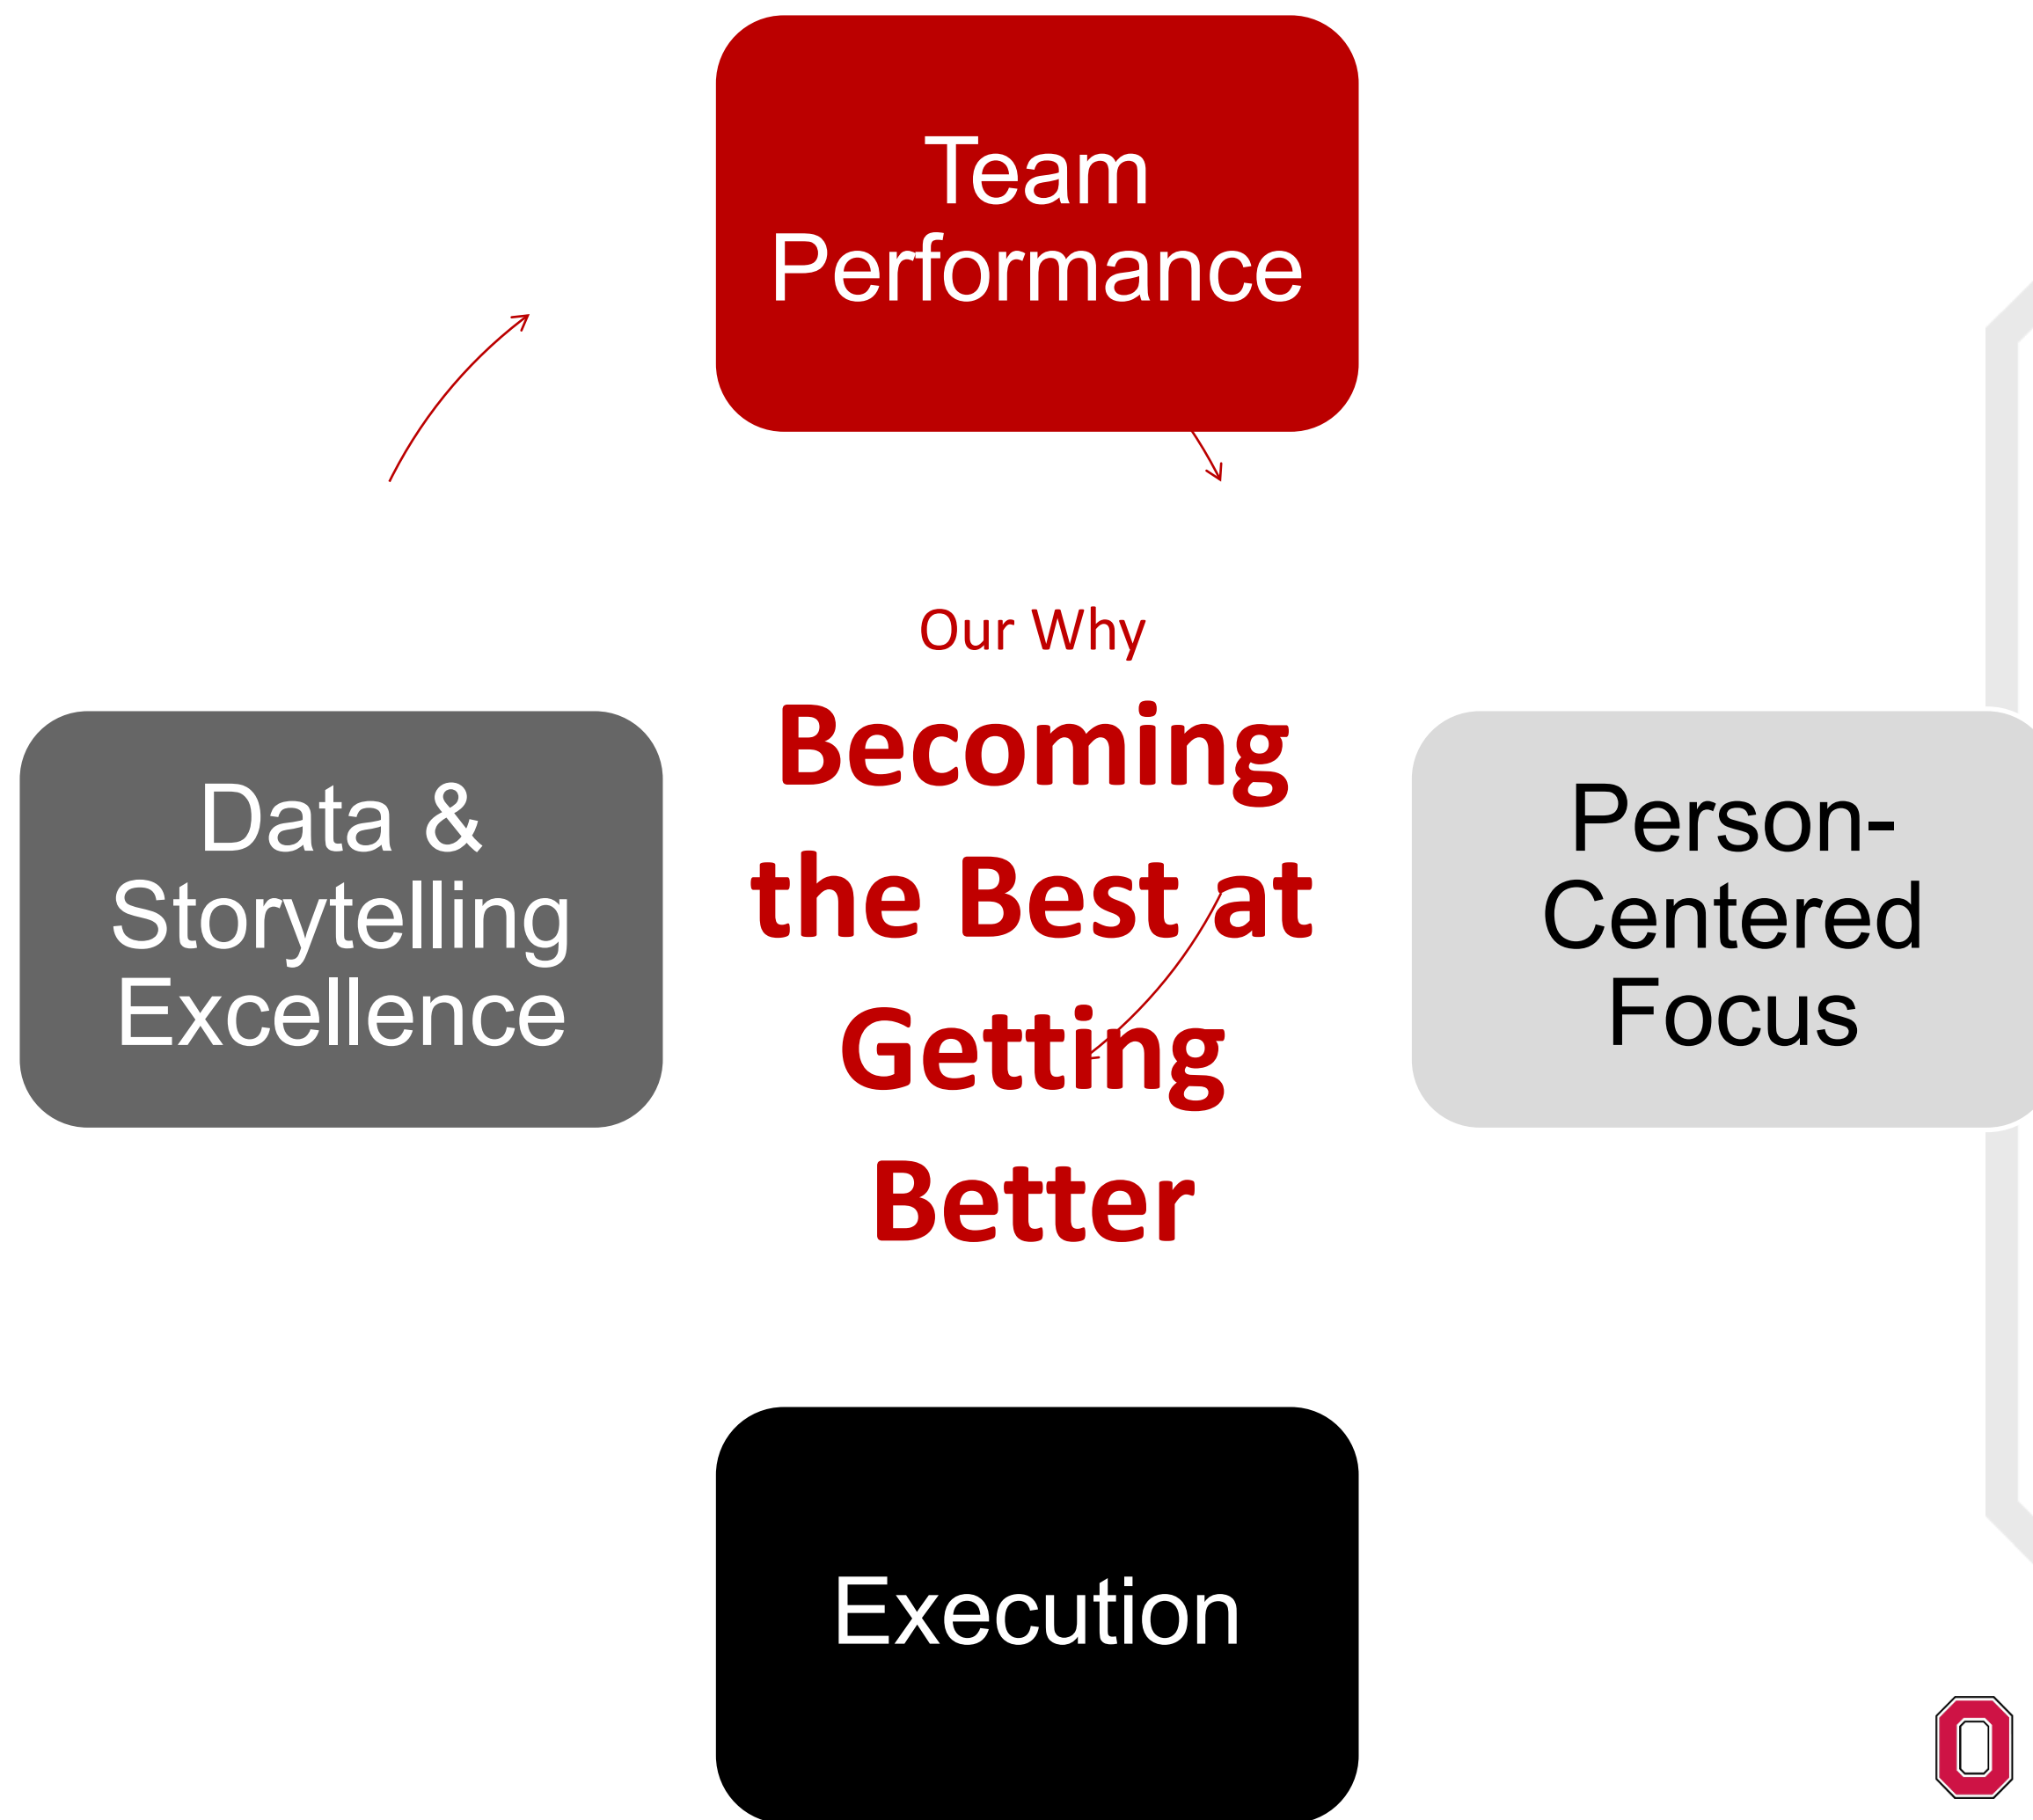 Team
Performance
Our Why
Becoming
the Best at
Getting
Better
Data &
Storytelling
Excellence
Person-
Centered
Focus
Execution
O